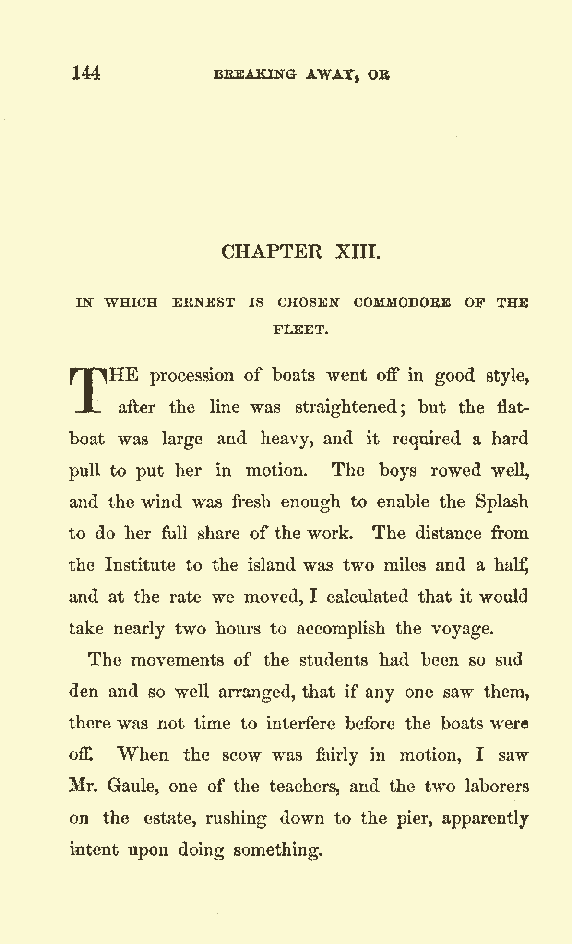 144 BREAKING AWAY, OR
CHAPTER XIII.
IN WHICH ERNEST IS CHOSEN COMMODORE OF THE
FLEET.
THE procession of boats went off in good style,
after the line was straightened; but the flat-
boat was large and heavy, and it required a hard
pull to put her in motion. The boys rowed well,
and the wind was fresh enough to enable the Splash
to do her full share of the work. The distance from
the Institute to the island was two miles and a half,
and at the rate we moved, I calculated that it would
take nearly two hours to accomplish the voyage.
The movements of the students had been so sud
den and so well arranged, that if any one saw them,
there was not time to interfere before the boats were
off. When the scow was fairly in motion, I saw
Mr. Gaule, one of the teachers, and the two laborers
on the estate, rushing down to the pier, apparently
intent upon doing something.